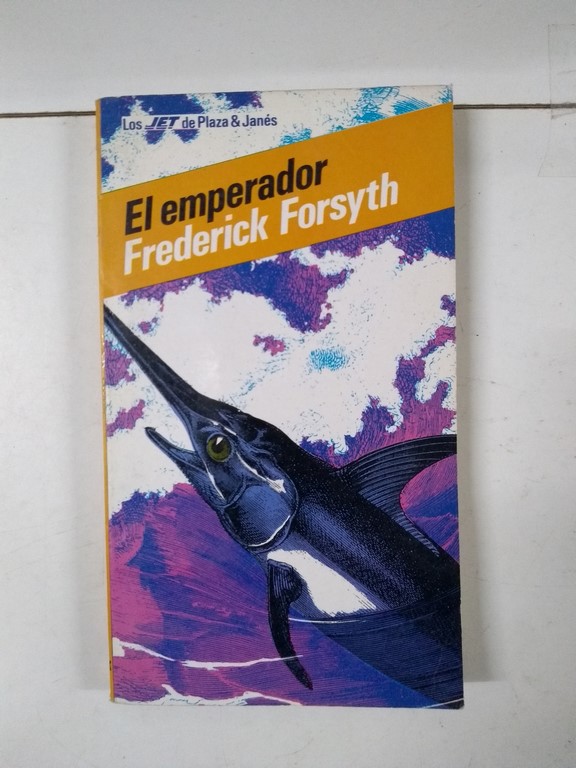 Los JET de Plaza & Janés
El emperador
Frederick Forsyth